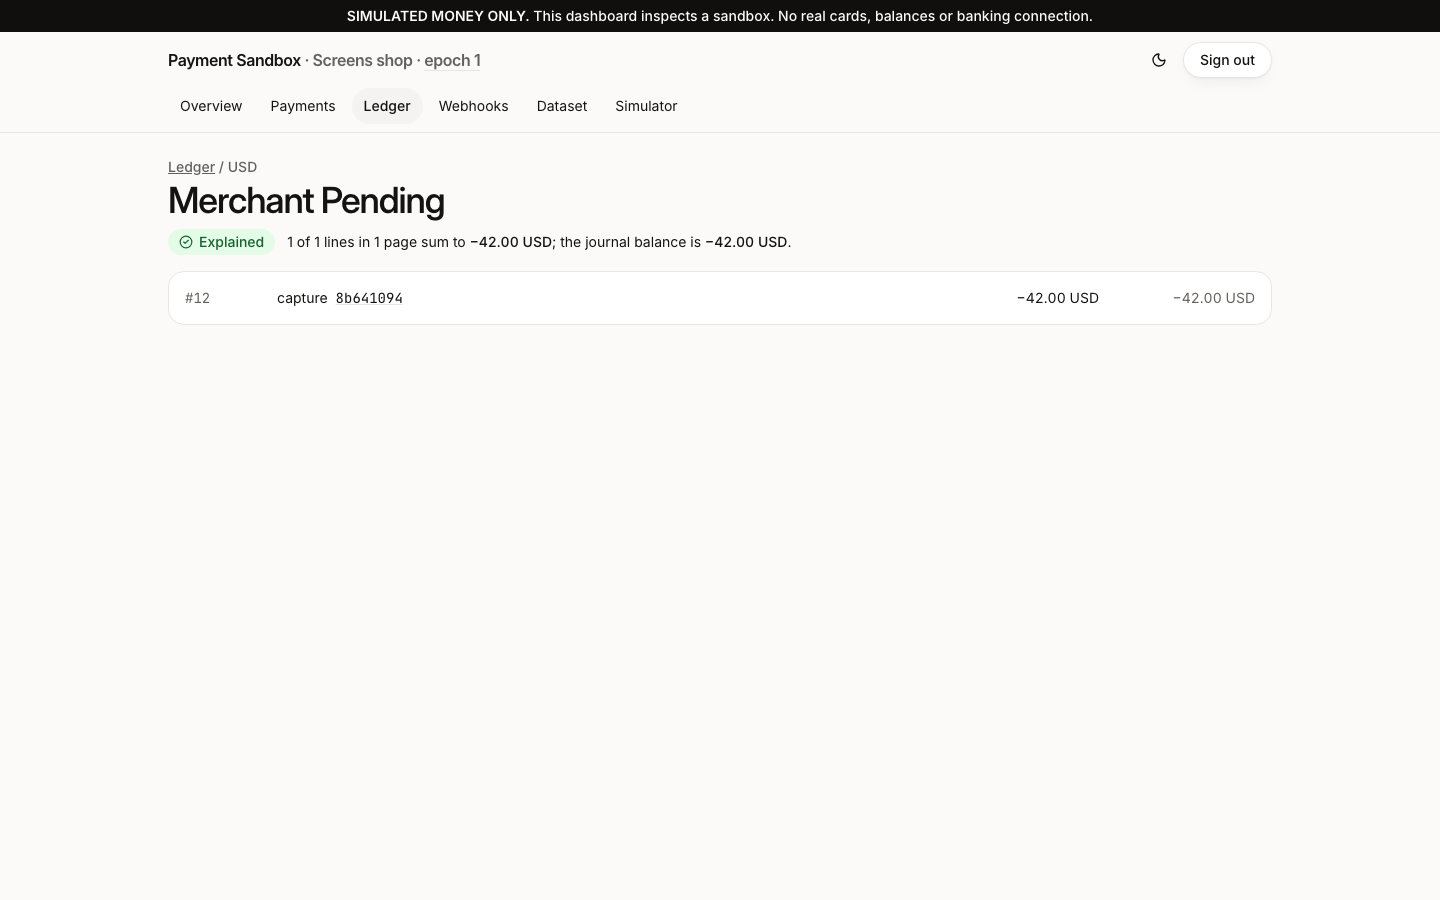 SIMULATED MONEY ONLY. This dashboard inspects a sandbox. No real cards, balances or banking connection.
Payment Sandbox · Screens shop · epoch 1
Sign out
Overview Payments Ledger Webhooks Dataset Simulator
Ledger / USD
Merchant Pending
Explained 1 of 1 lines in 1 page sum to −42.00 USD; the journal balance is −42.00 USD.
#12 capture 8b641094 −42.00 USD −42.00 USD